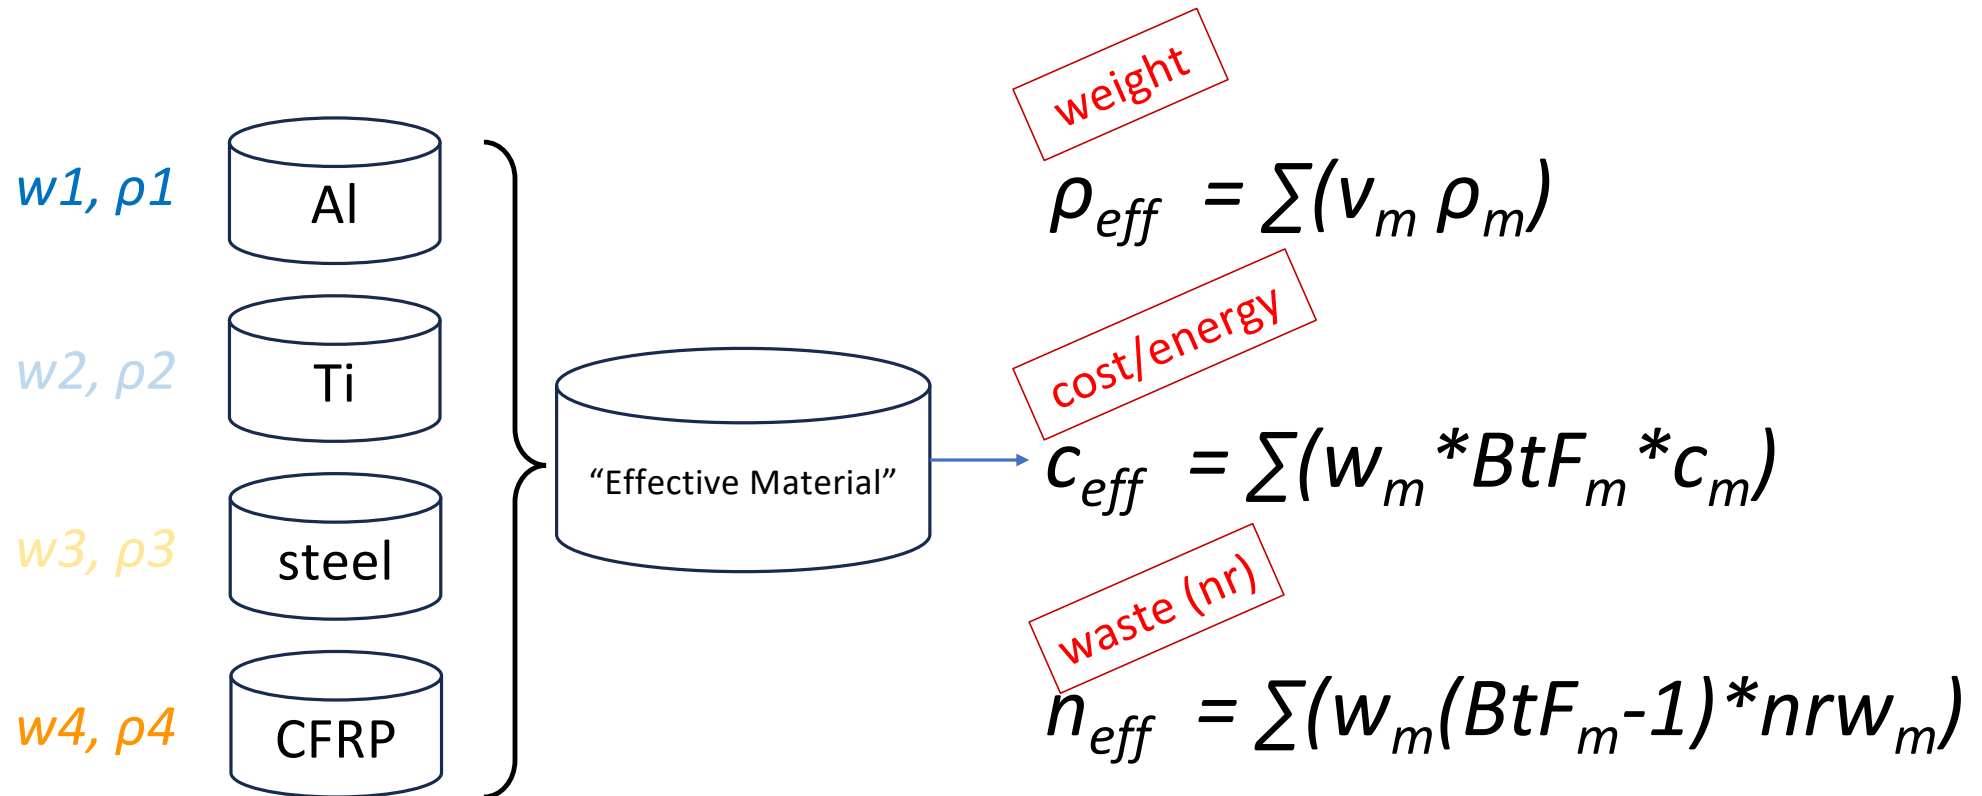 w1, ρ1
Al
w2, ρ2
Ti
w3, ρ3
steel
w4, ρ4
CFRP
“Effective Material”
weight
ρeff = ∑(vm ρm)
cost/energy
ceff = ∑(wm*BtFm*cm)
waste (nr)
neff = ∑(wm(BtFm-1)*nrwm)